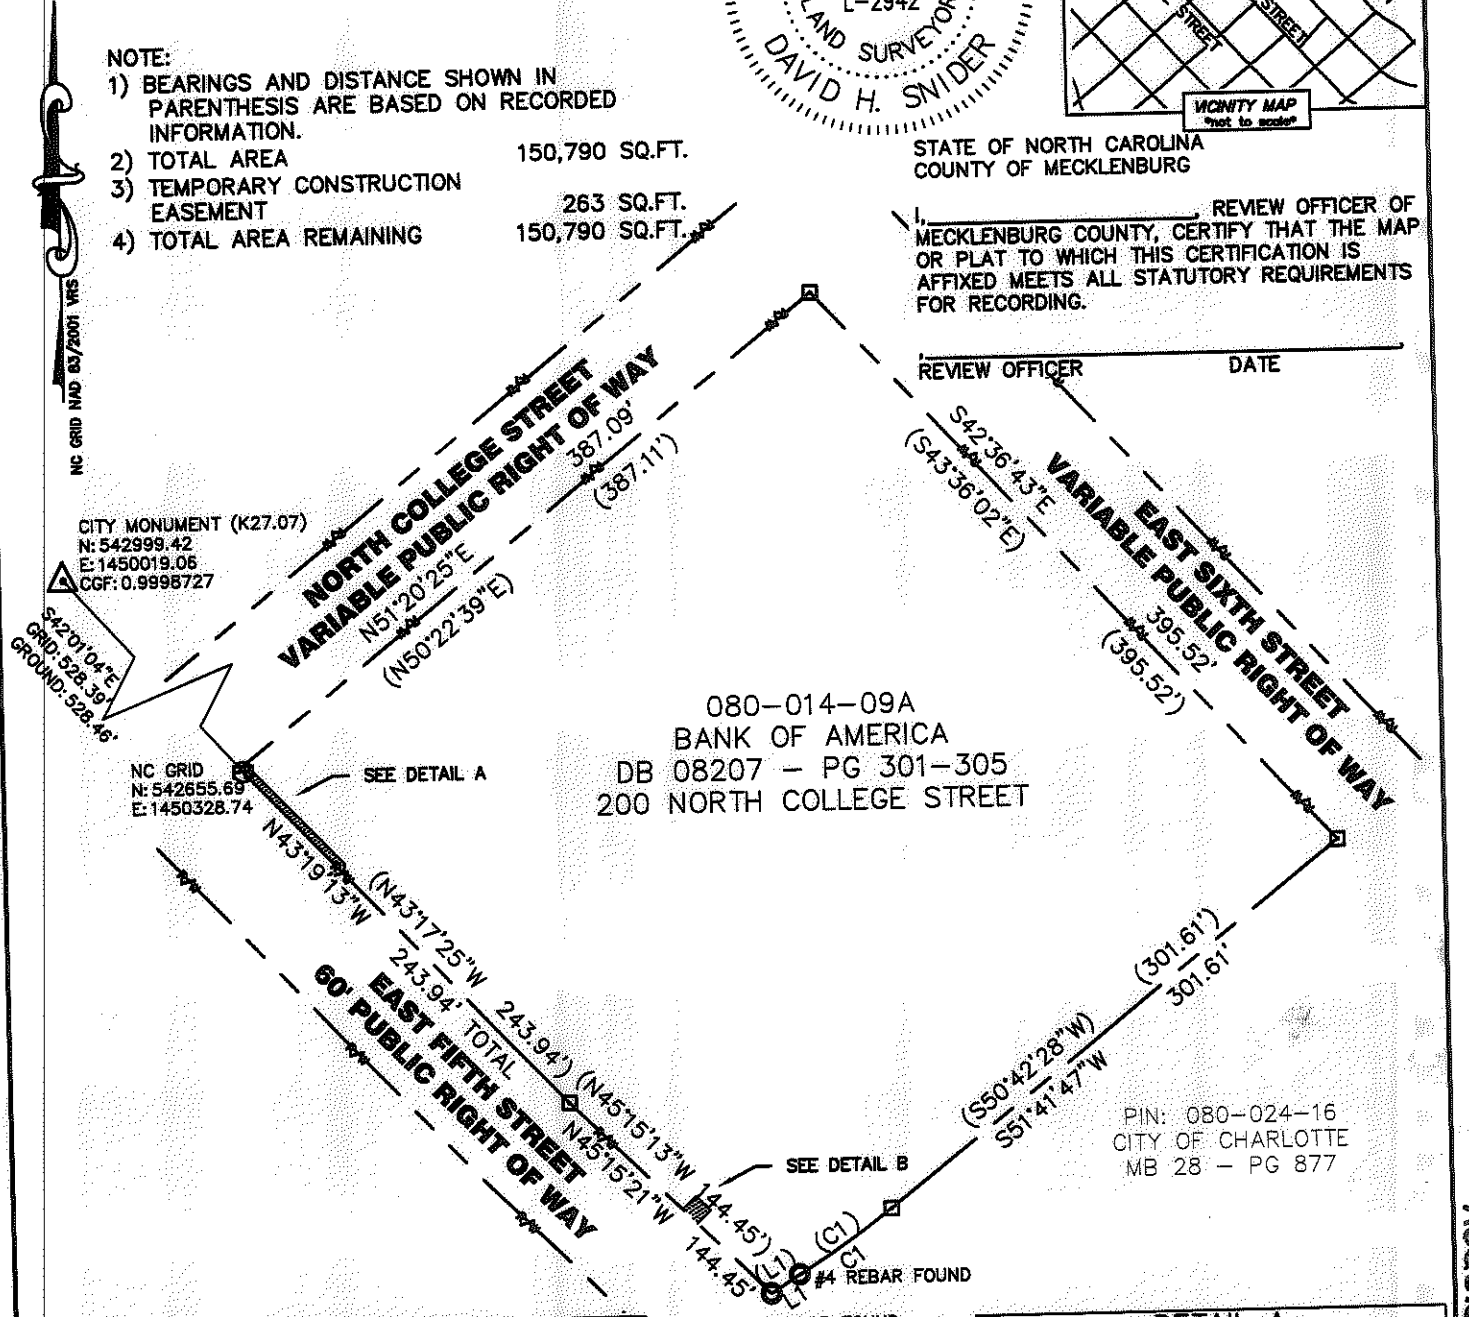 NOTE:
1) BEARINGS AND DISTANCE SHOWN IN
PARENTHESIS ARE BASED ON RECORDED
INFORMATION.
2) TOTAL AREA 150,790 SQ.FT.
3) TEMPORARY CONSTRUCTION
EASEMENT 263 SQ.FT.
4) TOTAL AREA REMAINING 150,790 SQ.FT.
L-2942
LAND SURVEYOR
DAVID H. SNIDER
STREET
STREET
VICINITY MAP
*not to scale*
STATE OF NORTH CAROLINA
COUNTY OF MECKLENBURG
I, REVIEW OFFICER OF
MECKLENBURG COUNTY, CERTIFY THAT THE MAP
OR PLAT TO WHICH THIS CERTIFICATION IS
AFFIXED MEETS ALL STATUTORY REQUIREMENTS
FOR RECORDING.
REVIEW OFFICER DATE
NC GRID NAD 83/2001 VRS
CITY MONUMENT (K27.07)
N: 542999.42
E: 1450019.06
CGF: 0.9998727
S42°01'04"E
GRID: 528.39'
GROUND: 528.46'
NORTH COLLEGE STREET
VARIABLE PUBLIC RIGHT OF WAY
387.09'
(387.11')
N51°20'25"E
(N50°22'39"E)
S42°36'43"E
(S43°36'02"E)
EAST SIXTH STREET
VARIABLE PUBLIC RIGHT OF WAY
395.52'
(395.52')
080-014-09A
BANK OF AMERICA
DB 08207 - PG 301-305
200 NORTH COLLEGE STREET
NC GRID
N: 542655.69
E: 1450328.74
SEE DETAIL A
N43°19'13"W
(N43°17'25"W 243.94')
243.94' TOTAL
EAST FIFTH STREET
60' PUBLIC RIGHT OF WAY
(N45°15'13"W 144.45')
N45°15'21"W 144.45'
SEE DETAIL B
(301.61')
301.61'
(S50°42'28"W)
S51°41'47"W
PIN: 080-024-16
CITY OF CHARLOTTE
MB 28 - PG 877
(C1)
C1
(L1)
L1
#4 REBAR FOUND